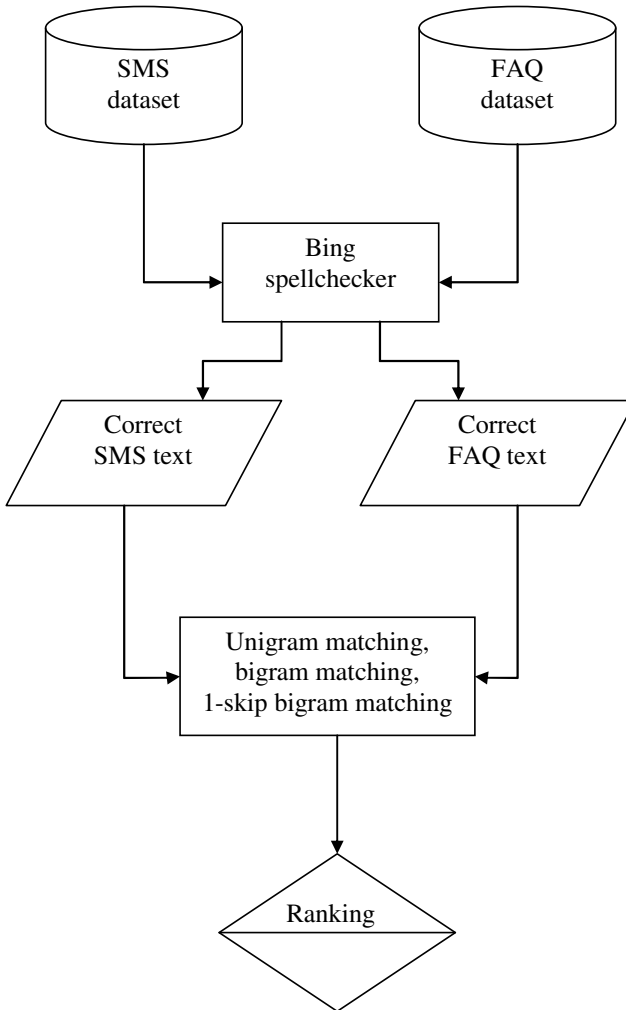 SMS
dataset
FAQ
dataset
Bing
spellchecker
Correct
SMS text
Correct
FAQ text
Unigram matching,
bigram matching,
1-skip bigram matching
Ranking